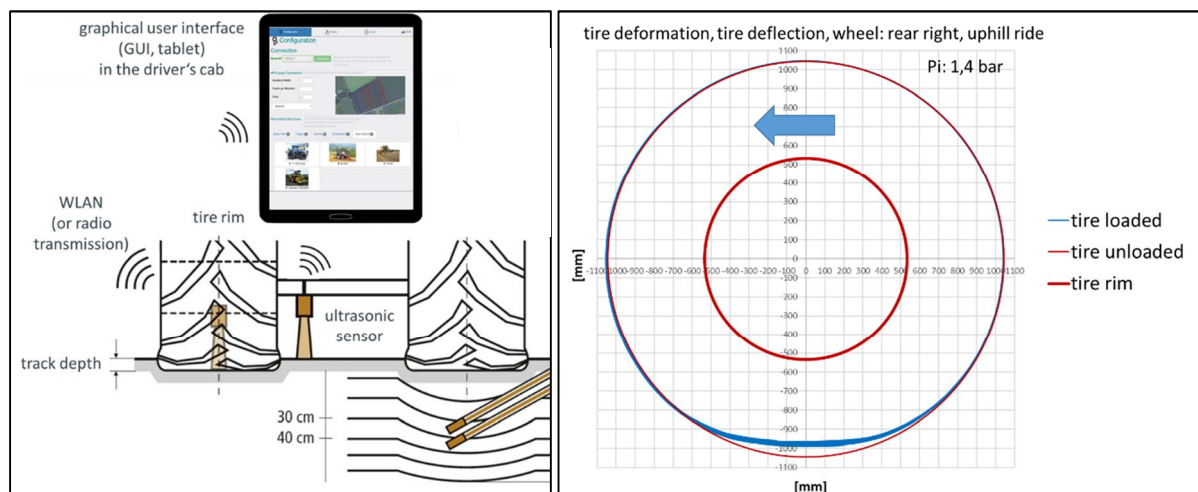 graphical user interface
(GUI, tablet)
in the driver's cab
Configuration
Connection
WLAN
(or radio
transmission)
tire rim
ultrasonic
sensor
track depth
30 cm
40 cm
tire deformation, tire deflection, wheel: rear right, uphill ride
Pi: 1,4 bar
1100
1000
900
800
700
600
500
400
300
200
100
0
-100
-200
-300
-400
-500
-600
-700
-800
-900
-1000
-1100
-1100-1000-900 -800 -700 -600 -500 -400 -300 -200 -100 0 100 200 300 400 500 600 700 800 900 1000 1100
[mm]
[mm]
tire loaded
tire unloaded
tire rim